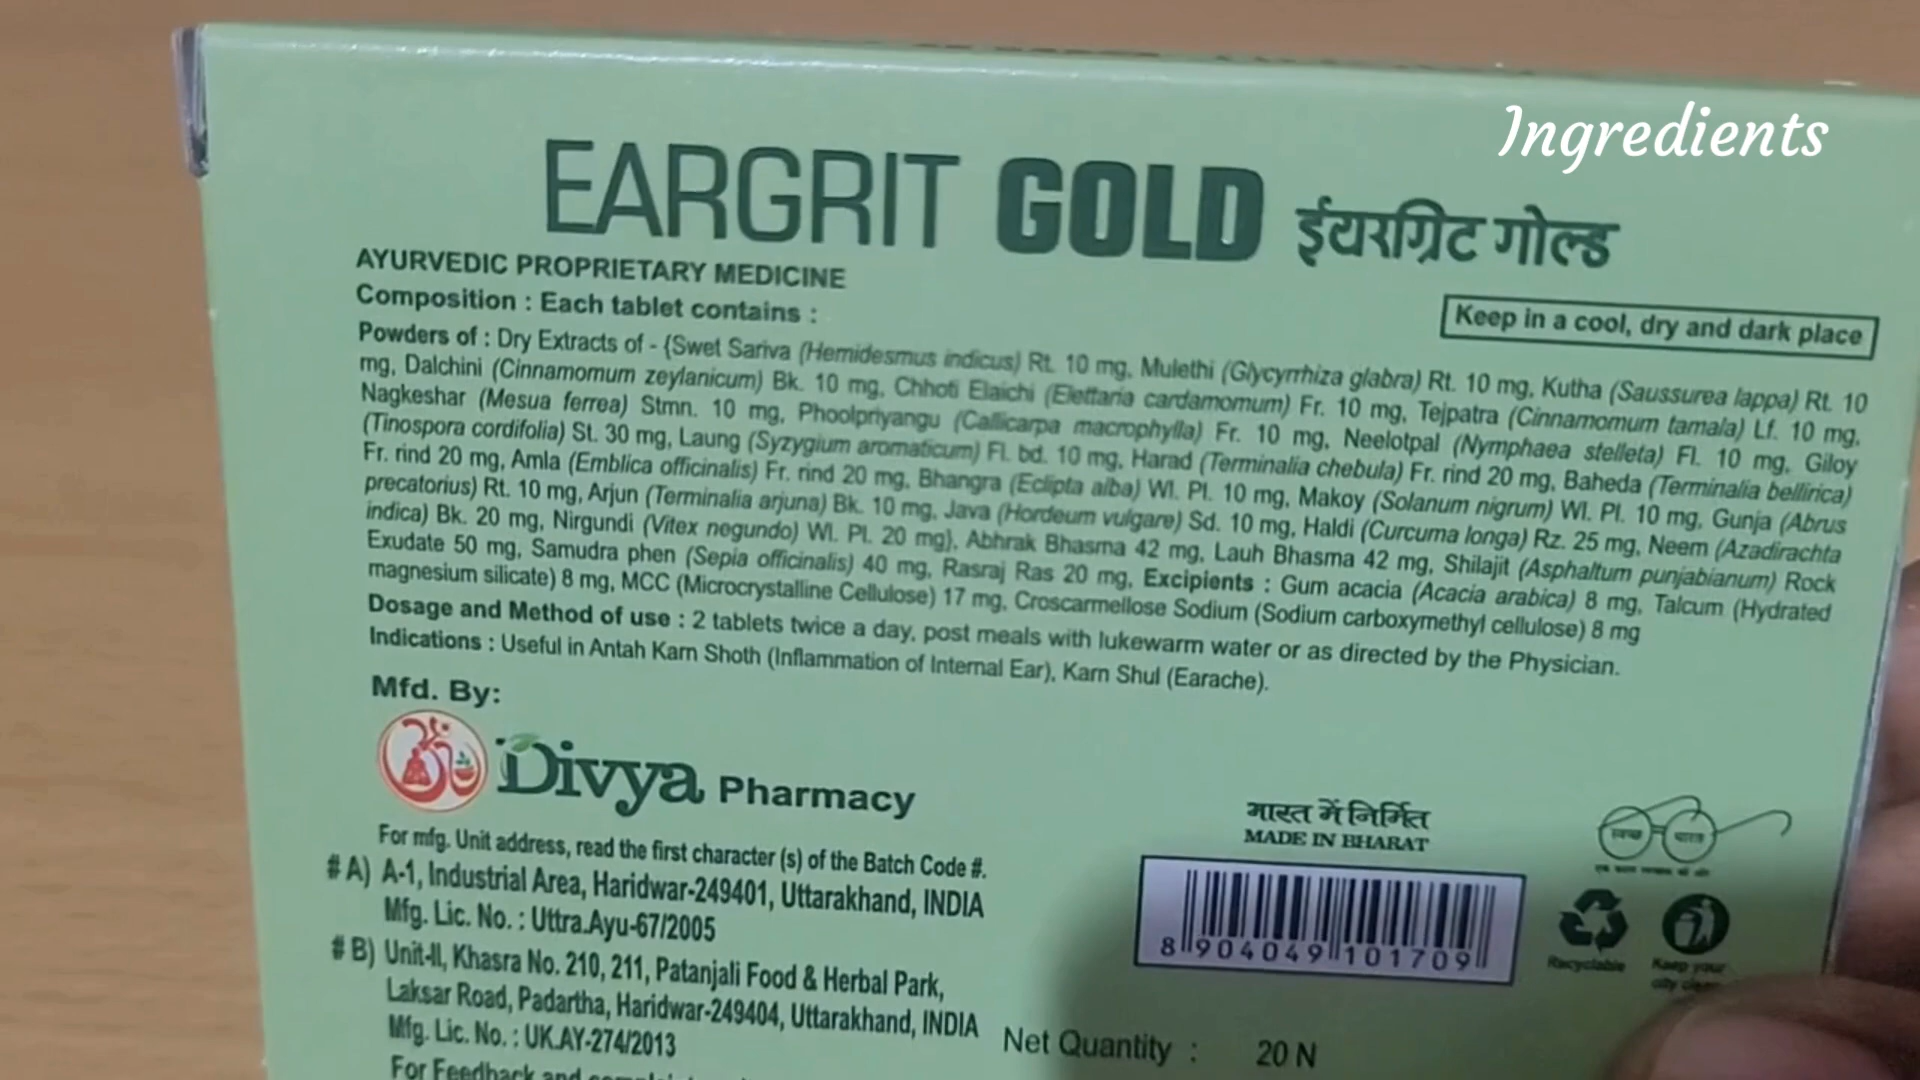 Ingredients
EARGRIT GOLD ईयरग्रिट गोल्ड
AYURVEDIC PROPRIETARY MEDICINE
Keep in a cool, dry and dark place
Composition : Each tablet contains :
Powders of : Dry Extracts of - {Swet Sariva (Hemidesmus indicus) Rt. 10 mg, Mulethi (Glycyrrhiza glabra) Rt. 10 mg, Kutha (Saussurea lappa) Rt. 10
mg, Dalchini (Cinnamomum zeylanicum) Bk. 10 mg, Chhoti Elaichi (Elettaria cardamomum) Fr. 10 mg, Tejpatra (Cinnamomum tamala) Lf. 10 mg,
Nagkeshar (Mesua ferrea) Stmn. 10 mg, Phoolpriyangu (Callicarpa macrophylla) Fr. 10 mg, Neelotpal (Nymphaea stelleta) Fl. 10 mg, Giloy
(Tinospora cordifolia) St. 30 mg, Laung (Syzygium aromaticum) Fl. bd. 10 mg, Harad (Terminalia chebula) Fr. rind 20 mg, Baheda (Terminalia bellirica)
Fr. rind 20 mg, Amla (Emblica officinalis) Fr. rind 20 mg, Bhangra (Eclipta alba) Wl. Pl. 10 mg, Makoy (Solanum nigrum) Wl. Pl. 10 mg, Gunja (Abrus
precatorius) Rt. 10 mg, Arjun (Terminalia arjuna) Bk. 10 mg, Java (Hordeum vulgare) Sd. 10 mg, Haldi (Curcuma longa) Rz. 25 mg, Neem (Azadirachta
indica) Bk. 20 mg, Nirgundi (Vitex negundo) Wl. Pl. 20 mg}, Abhrak Bhasma 42 mg, Lauh Bhasma 42 mg, Shilajit (Asphaltum punjabianum) Rock
Exudate 50 mg, Samudra phen (Sepia officinalis) 40 mg, Rasraj Ras 20 mg, Excipients : Gum acacia (Acacia arabica) 8 mg, Talcum (Hydrated
magnesium silicate) 8 mg, MCC (Microcrystalline Cellulose) 17 mg, Croscarmellose Sodium (Sodium carboxymethyl cellulose) 8 mg
Dosage and Method of use : 2 tablets twice a day, post meals with lukewarm water or as directed by the Physician.
Indications : Useful in Antah Karn Shoth (Inflammation of Internal Ear), Karn Shul (Earache).
Mfd. By:
Divya Pharmacy
For mfg. Unit address, read the first character (s) of the Batch Code #.
# A) A-1, Industrial Area, Haridwar-249401, Uttarakhand, INDIA
Mfg. Lic. No. : Uttra.Ayu-67/2005
# B) Unit-II, Khasra No. 210, 211, Patanjali Food & Herbal Park,
Laksar Road, Padartha, Haridwar-249404, Uttarakhand, INDIA
Mfg. Lic. No. : UK.AY-274/2013
For Feedback and
भारत में निर्मित
MADE IN BHARAT
8 904049 101709
स्वच्छ भारत
Recyclable
Keep your
city clean
Net Quantity : 20 N